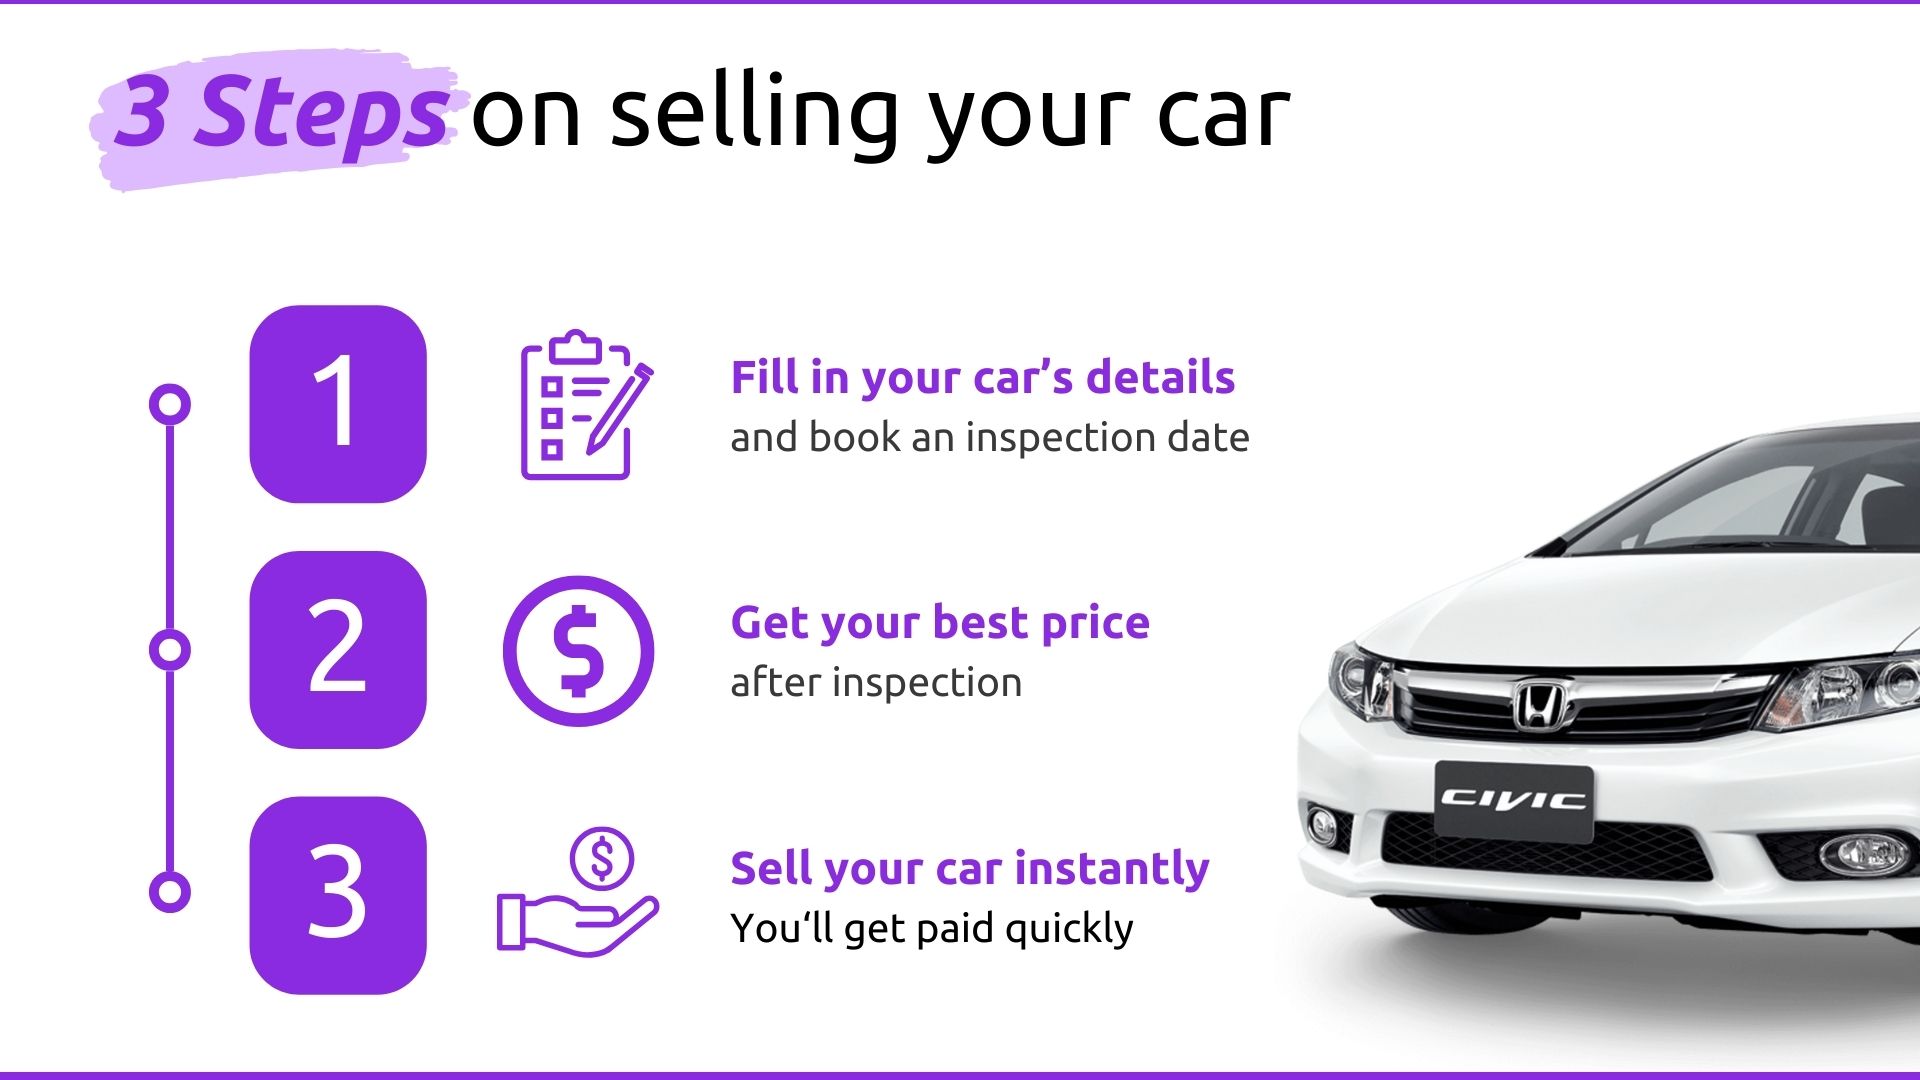 3 Steps on selling your car
1
Fill in your car’s details
and book an inspection date
2
Get your best price
after inspection
3
Sell your car instantly
You‘ll get paid quickly
CIVIC